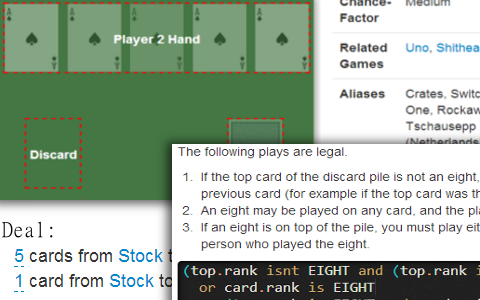 A
A
A
A
A
Player 2 Hand
Discard
Chance-
Factor
Medium
Related
Games
Uno, Shithea
Aliases
Crates, Switc
One, Rockaw
Tschausepp
(Netherlands
Deal:
5 cards from Stock t
1 card from Stock to
The following plays are legal.
1. If the top card of the discard pile is not an eight,
previous card (for example if the top card was th
2. An eight may be played on any card, and the pla
3. If an eight is on top of the pile, you must play eit
person who played the eight.
(top.rank isnt EIGHT and (top.rank i
or card.rank is EIGHT